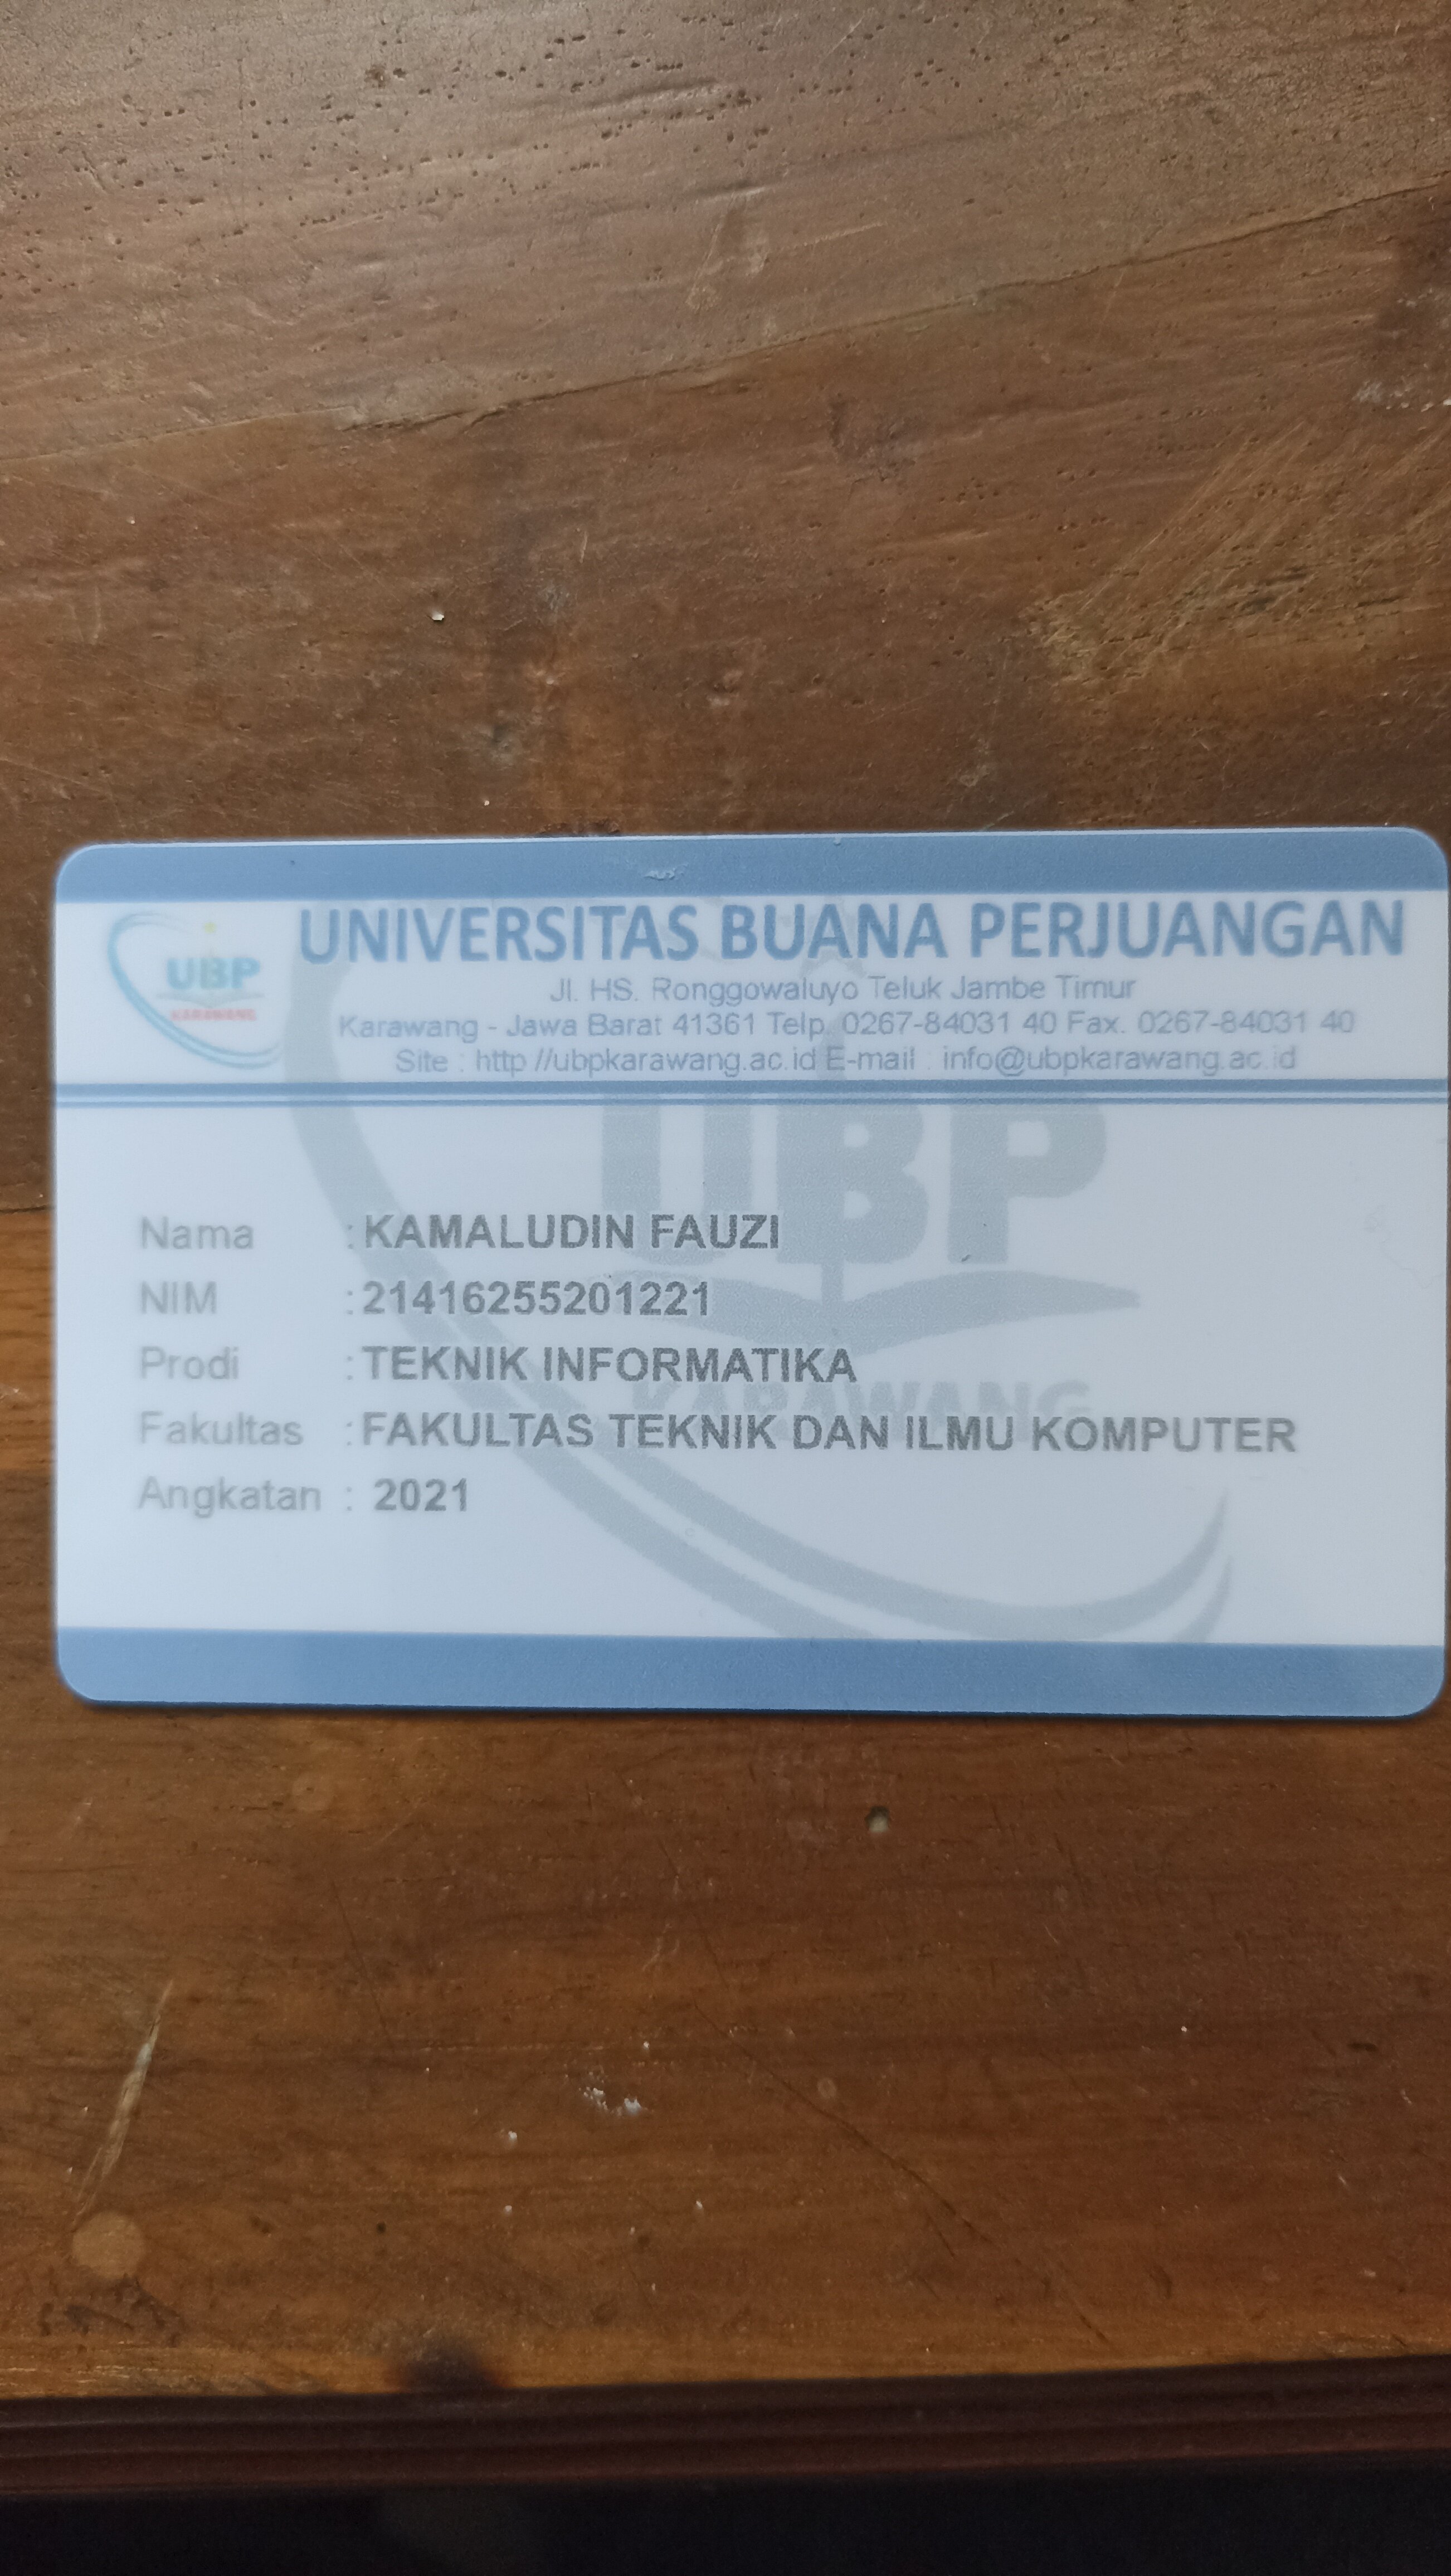 UBP
KARAWANG
UNIVERSITAS BUANA PERJUANGAN
Jl. HS. Ronggowaluyo Teluk Jambe Timur
Karawang - Jawa Barat 41361 Telp. 0267-84031 40 Fax. 0267-84031 40
Site : http //ubpkarawang.ac.id E-mail : info@ubpkarawang.ac.id
UBP
KARAWANG
Nama : KAMALUDIN FAUZI
NIM : 21416255201221
Prodi : TEKNIK INFORMATIKA
Fakultas : FAKULTAS TEKNIK DAN ILMU KOMPUTER
Angkatan : 2021